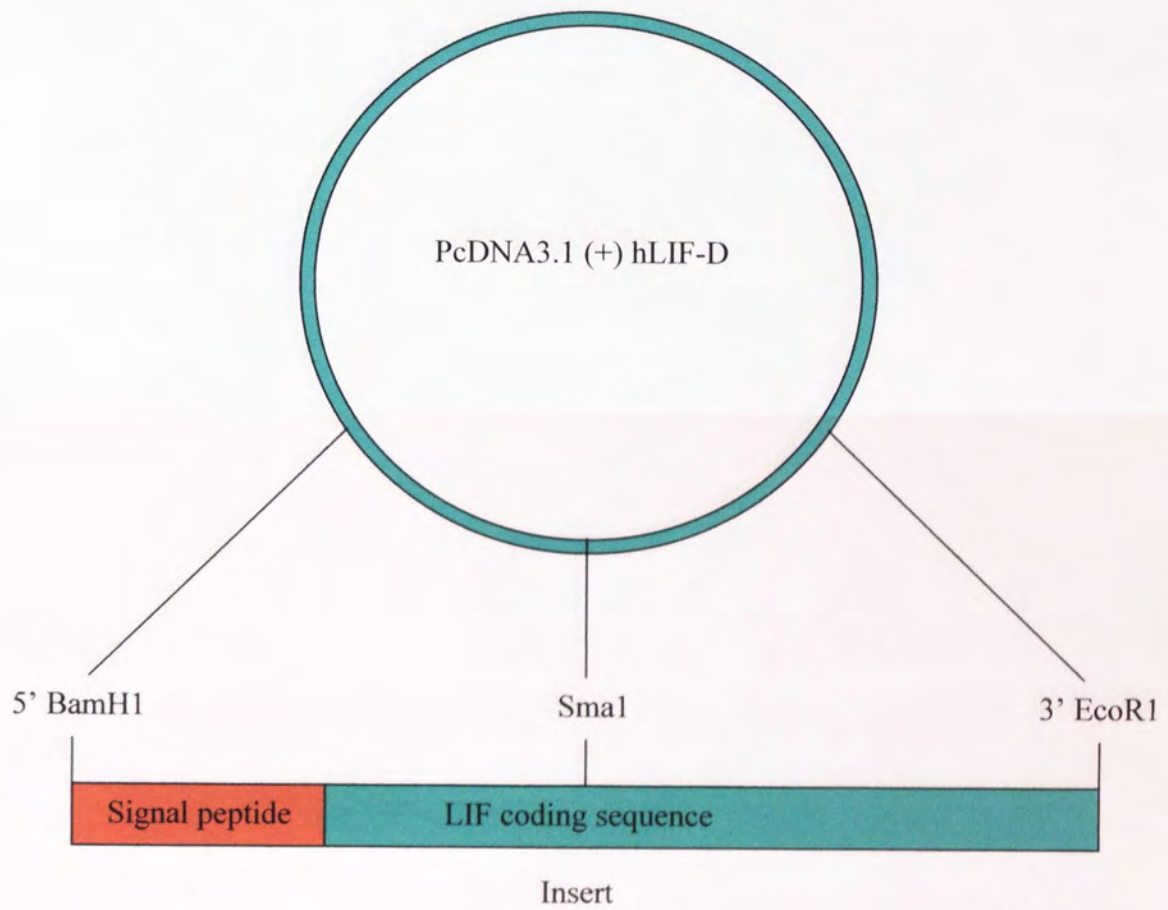 PcDNA3.1 (+) hLIF-D
5’ BamH1
Sma1
3’ EcoR1
Signal peptide
LIF coding sequence
Insert